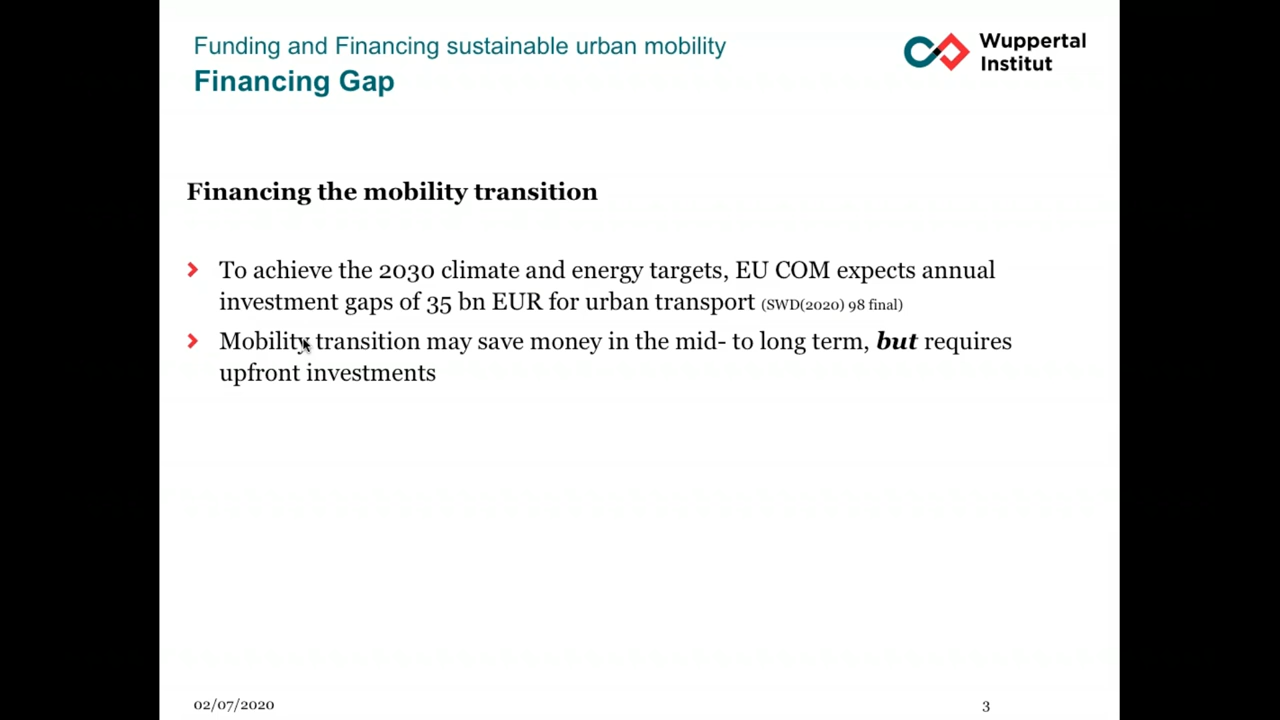 Funding and Financing sustainable urban mobility
Financing Gap
Wuppertal
Institut
Financing the mobility transition
To achieve the 2030 climate and energy targets, EU COM expects annual
investment gaps of 35 bn EUR for urban transport (SWD(2020) 98 final)
Mobility transition may save money in the mid- to long term, but requires
upfront investments
02/07/2020
3